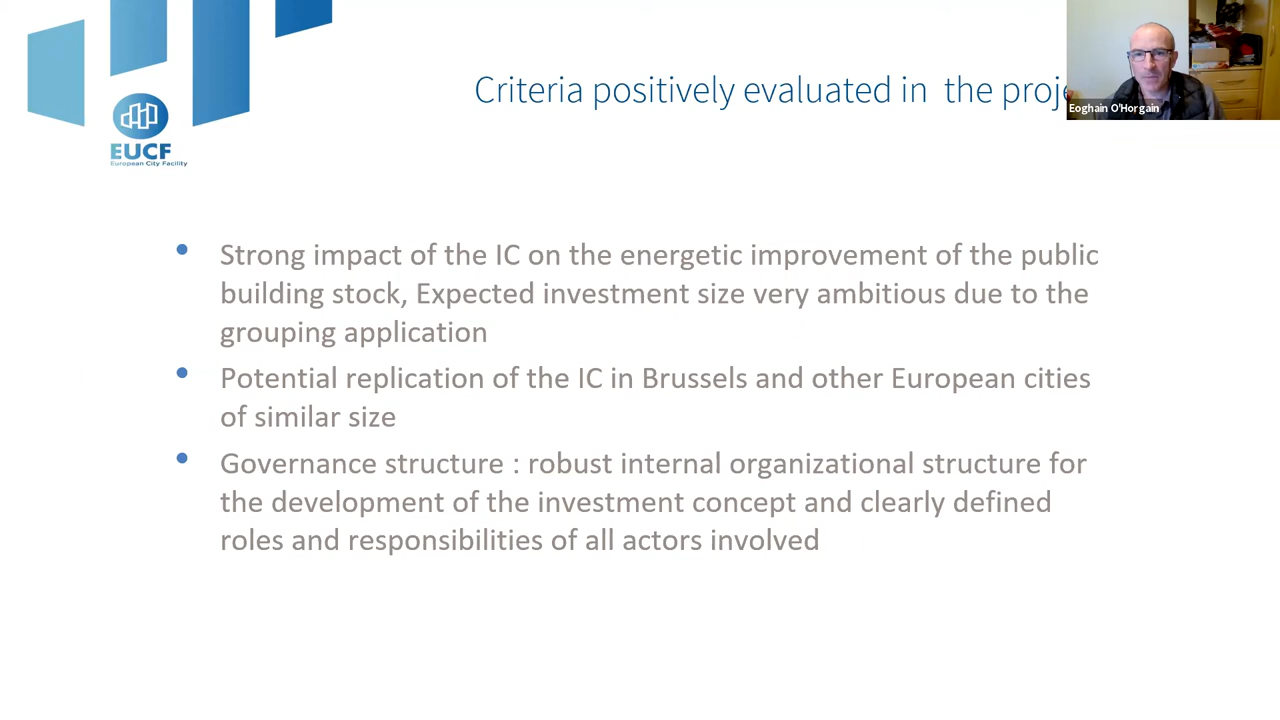 Criteria positively evaluated in the
Eoghain O'Horgain
EUCF
European City Facility
• Strong impact of the IC on the energetic improvement of the public
building stock, Expected investment size very ambitious due to the
grouping application
• Potential replication of the IC in Brussels and other European cities
of similar size
• Governance structure : robust internal organizational structure for
the development of the investment concept and clearly defined
roles and responsibilities of all actors involved